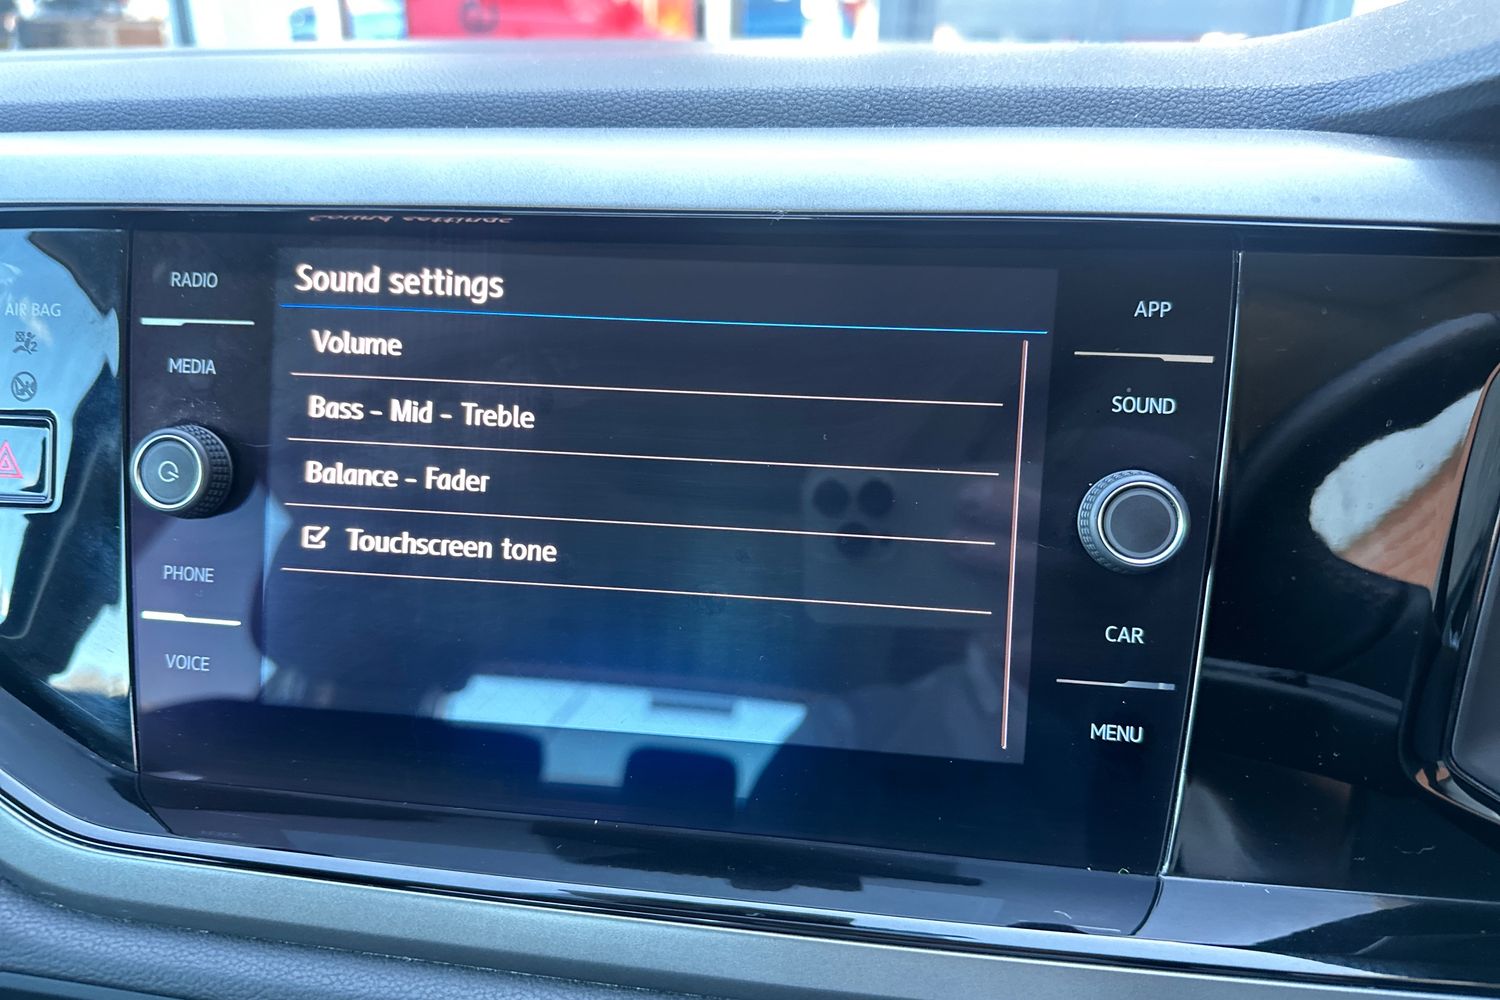 AIR BAG
RADIO
MEDIA
PHONE
VOICE
Sound settings
Volume
Bass - Mid - Treble
Balance - Fader
Touchscreen tone
APP
SOUND
CAR
MENU